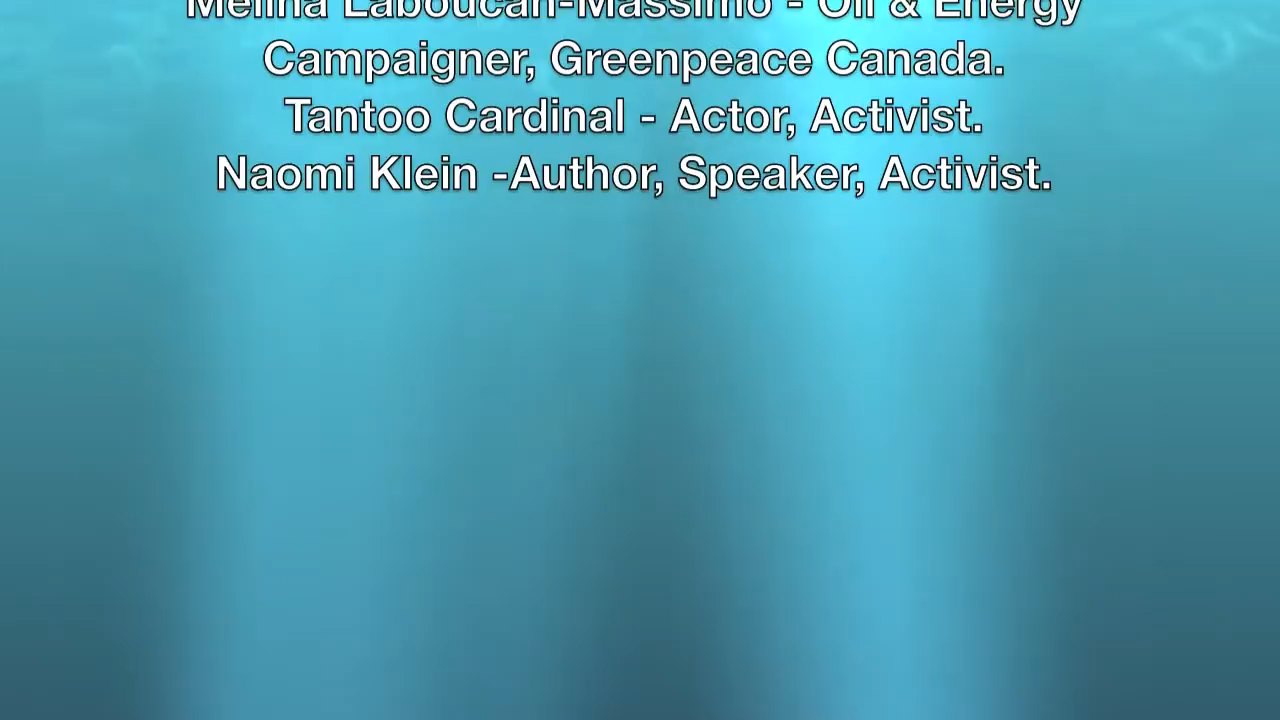 Melina Laboucan-Massimo - Oil & Energy
Campaigner, Greenpeace Canada.
Tantoo Cardinal - Actor, Activist.
Naomi Klein -Author, Speaker, Activist.